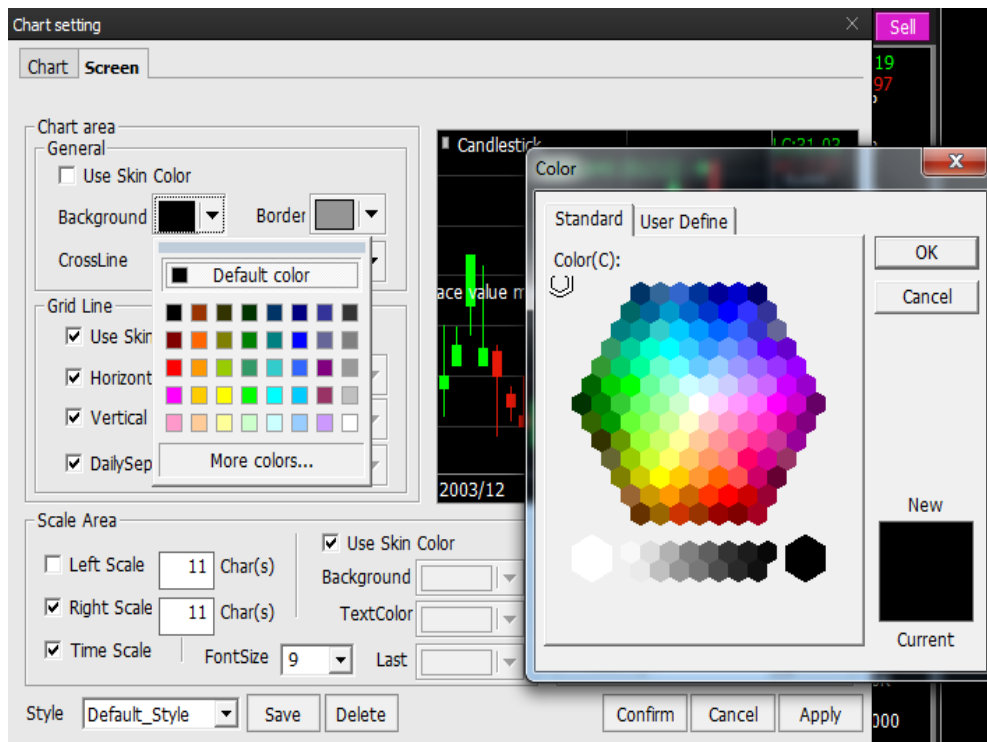 Chart setting
Sell
Chart Screen
19
97
Chart area
General
Use Skin Color
Background
Border
CrossLine
Default color
More colors...
Grid Line
Use Skin
Horizont
Vertical
DailySep
Candlestick
ace value
2003/12
Color
X
Standard User Define
Color(C):
OK
Cancel
New
Current
Scale Area
Left Scale 11 Char(s)
Right Scale 11 Char(s)
Time Scale
FontSize 9
Use Skin Color
Background
TextColor
Last
Style Default_Style Save Delete Confirm Cancel Apply
000